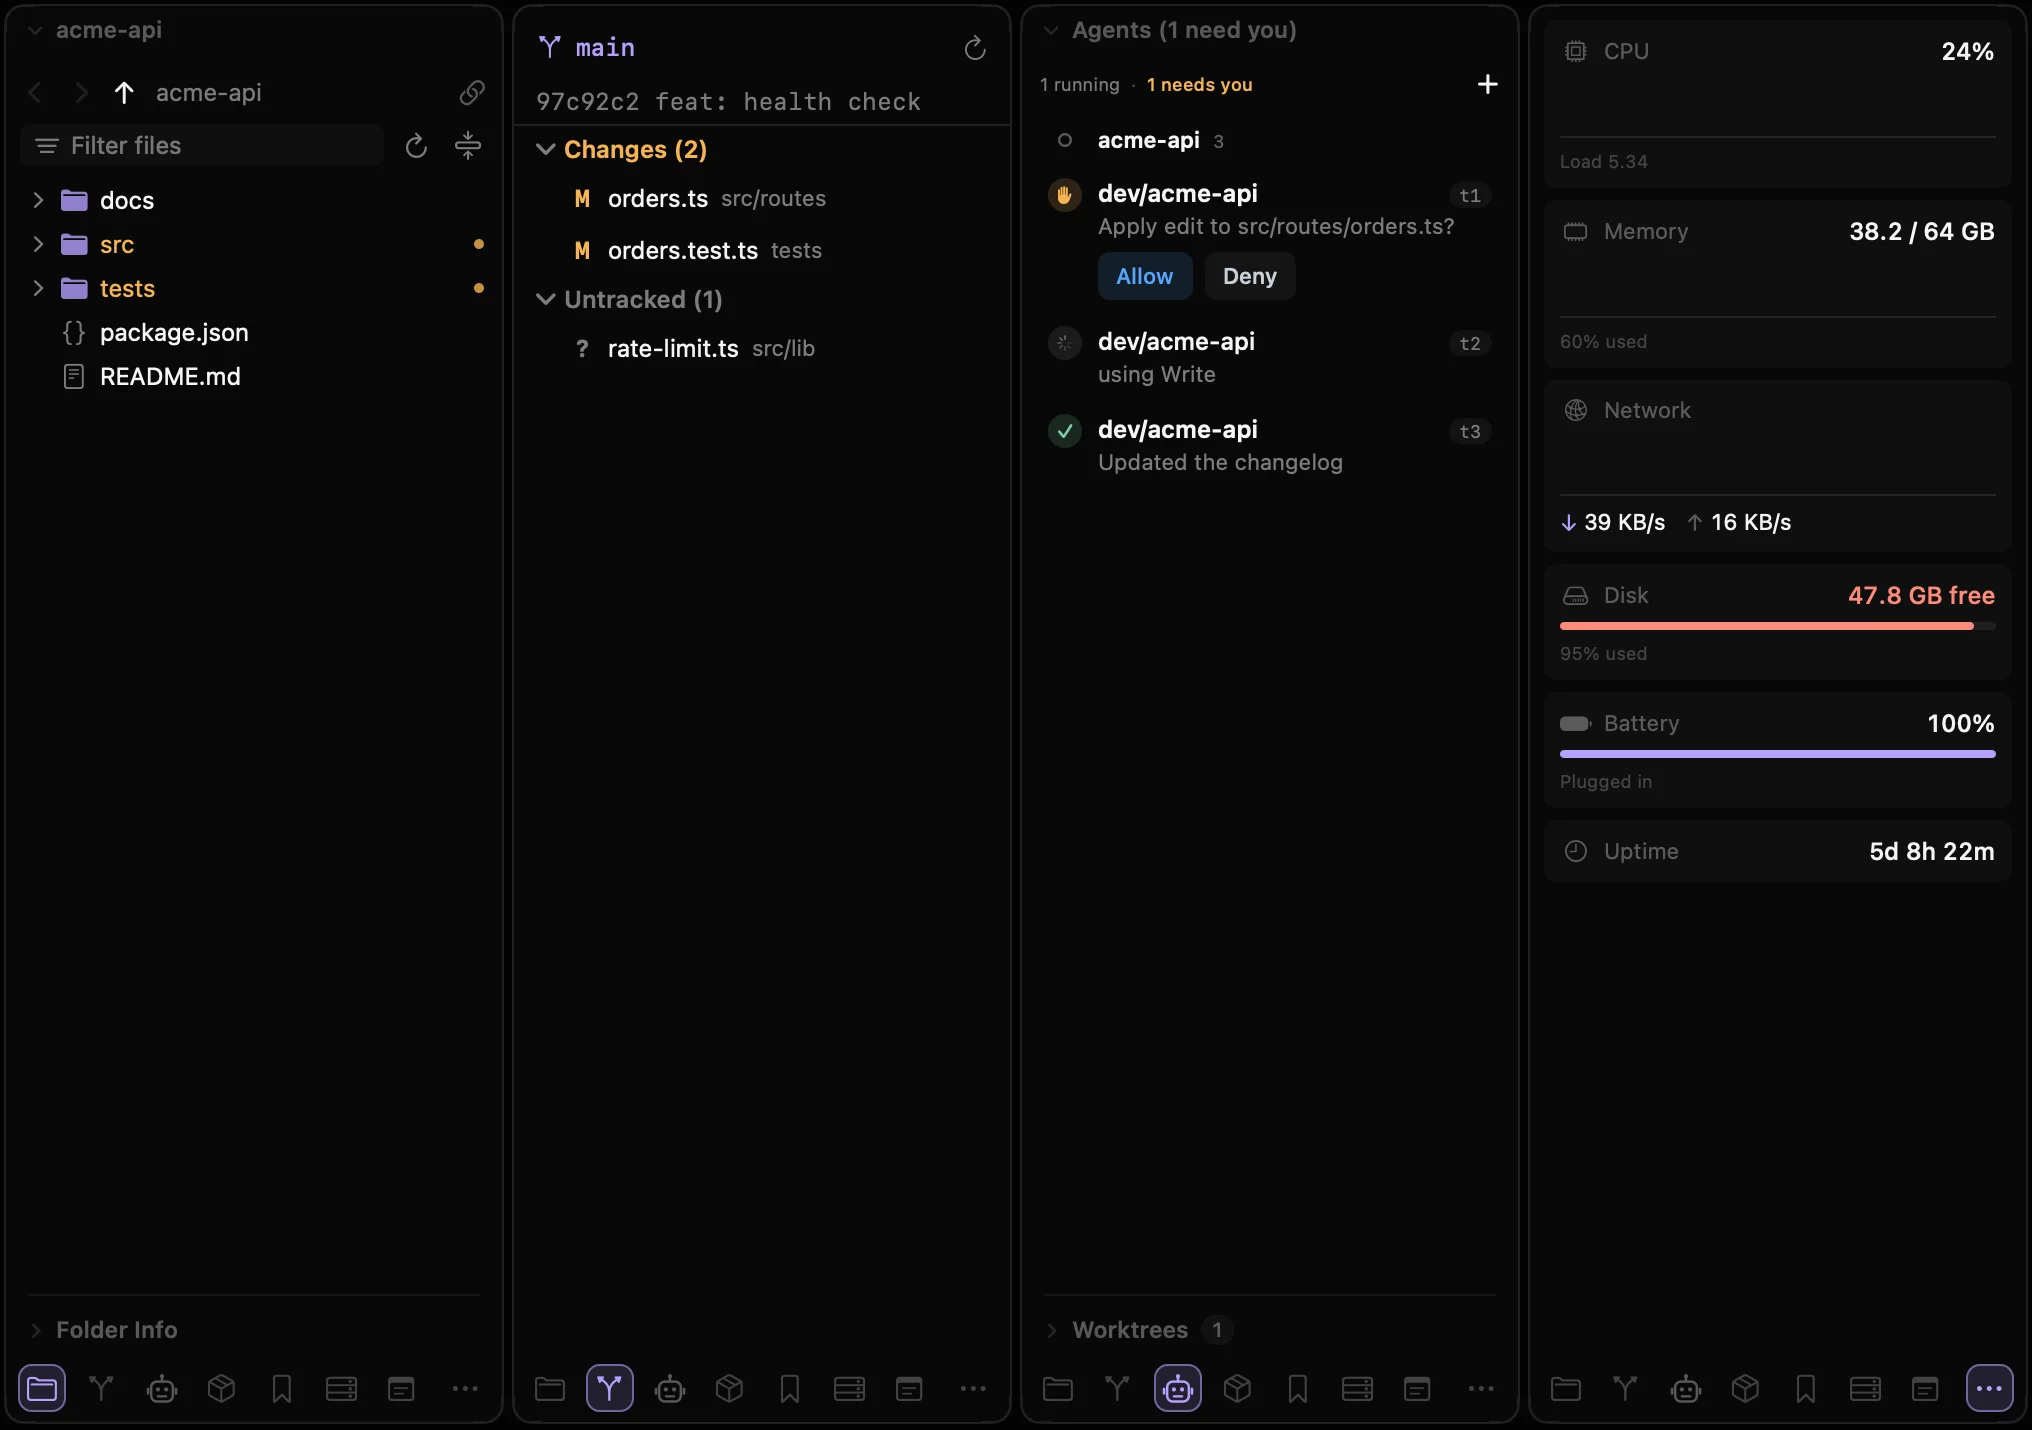 acme-api
acme-api
Filter files
docs
src
tests
package.json
README.md
Folder Info
main
97c92c2 feat: health check
Changes (2)
M orders.ts src/routes
M orders.test.ts tests
Untracked (1)
? rate-limit.ts src/lib
Agents (1 need you)
1 running · 1 needs you
acme-api 3
dev/acme-api t1
Apply edit to src/routes/orders.ts?
Allow Deny
dev/acme-api t2
using Write
dev/acme-api t3
Updated the changelog
Worktrees 1
CPU 24%
Load 5.34
Memory 38.2 / 64 GB
60% used
Network
↓ 39 KB/s ↑ 16 KB/s
Disk 47.8 GB free
95% used
Battery 100%
Plugged in
Uptime 5d 8h 22m